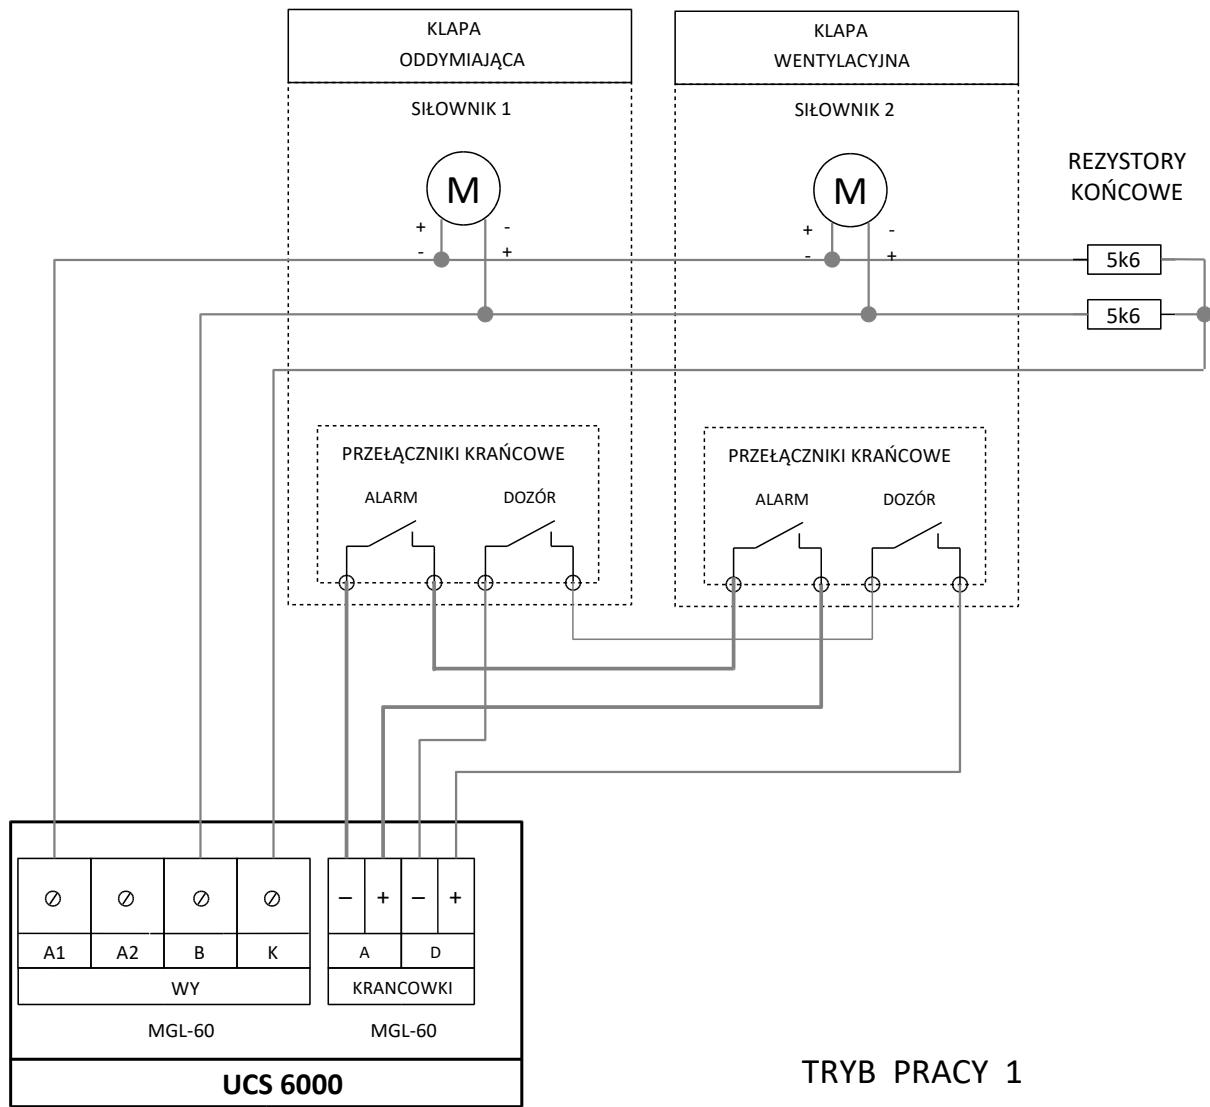 KLAPA
ODDYMIAJĄCA
KLAPA
WENTYLACYJNA
SIŁOWNIK 1
SIŁOWNIK 2
REZYSTORY
KOŃCOWE
M
M
+ -
- +
+ -
- +
5k6
5k6
PRZEŁĄCZNIKI KRAŃCOWE
ALARM DOZÓR
PRZEŁĄCZNIKI KRAŃCOWE
ALARM DOZÓR
– + – +
A1 A2 B K
A D
WY
KRANCOWKI
MGL-60
MGL-60
UCS 6000
TRYB PRACY 1